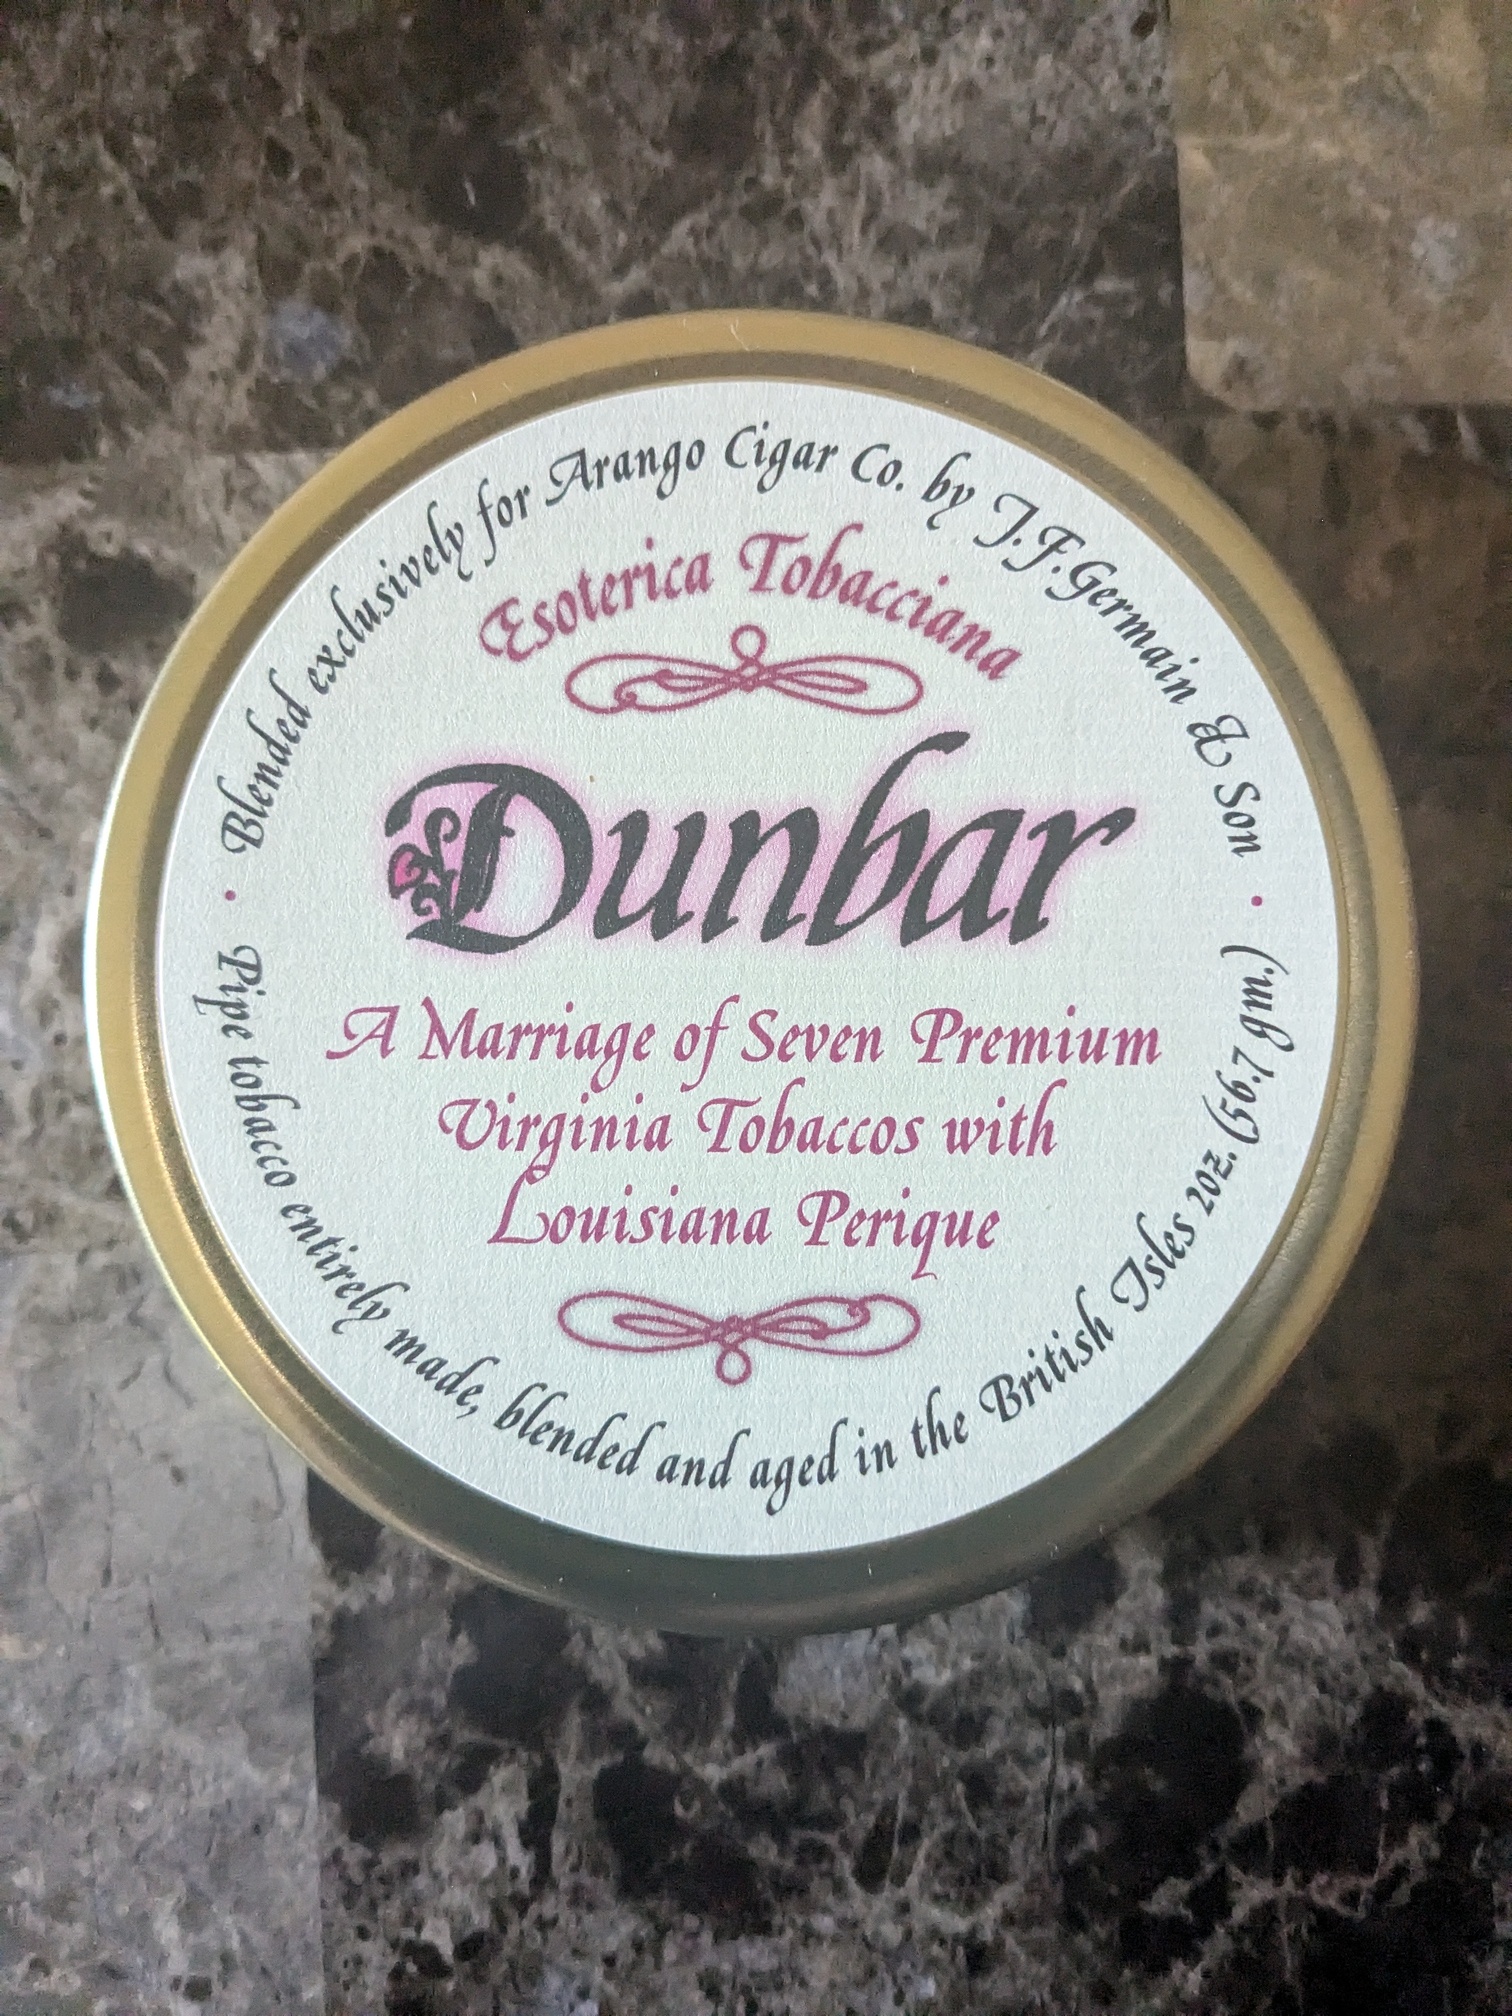 Blended exclusively for Arango Cigar Co. by J.F.Germain & Son
Esoterica Tobacciana
Dunbar
A Marriage of Seven Premium
Virginia Tobaccos with
Louisiana Perique
Pipe tobacco entirely made, blended and aged in the British Isles 2oz. (56.7 gm.)